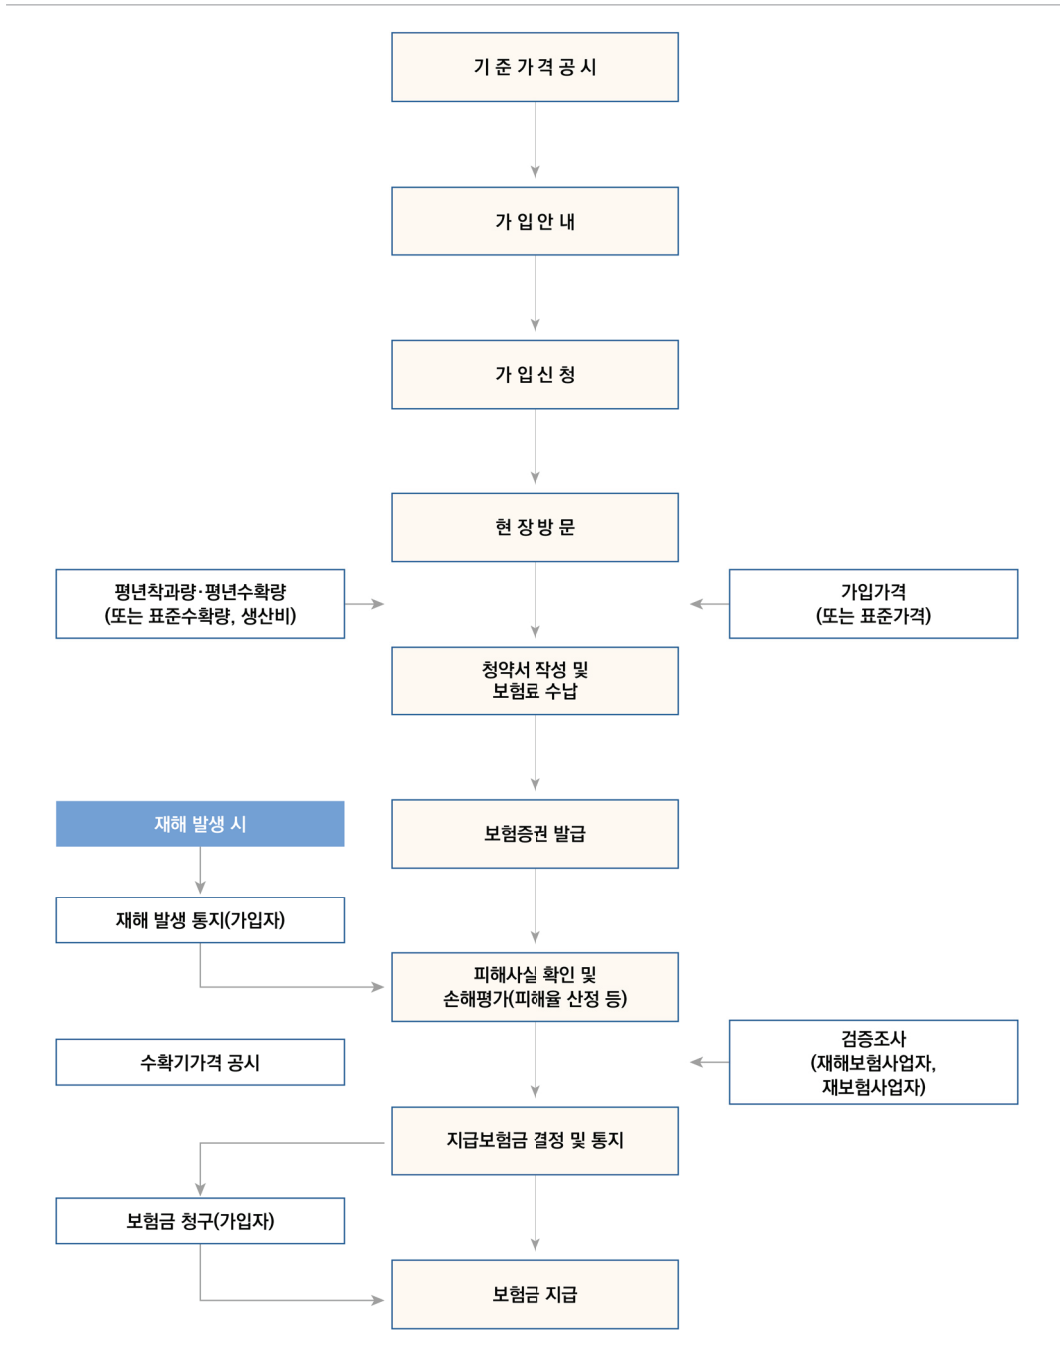 기 준 가 격 공 시
가 입 안 내
가 입 신 청
현 장 방 문
평년착과량·평년수확량
(또는 표준수확량, 생산비)
가입가격
(또는 표준가격)
청약서 작성 및
보험료 수납
재해 발생 시
보험증권 발급
재해 발생 통지(가입자)
피해사실 확인 및
손해평가(피해율 산정 등)
수확기가격 공시
검증조사
(재해보험사업자,
재보험사업자)
지급보험금 결정 및 통지
보험금 청구(가입자)
보험금 지급